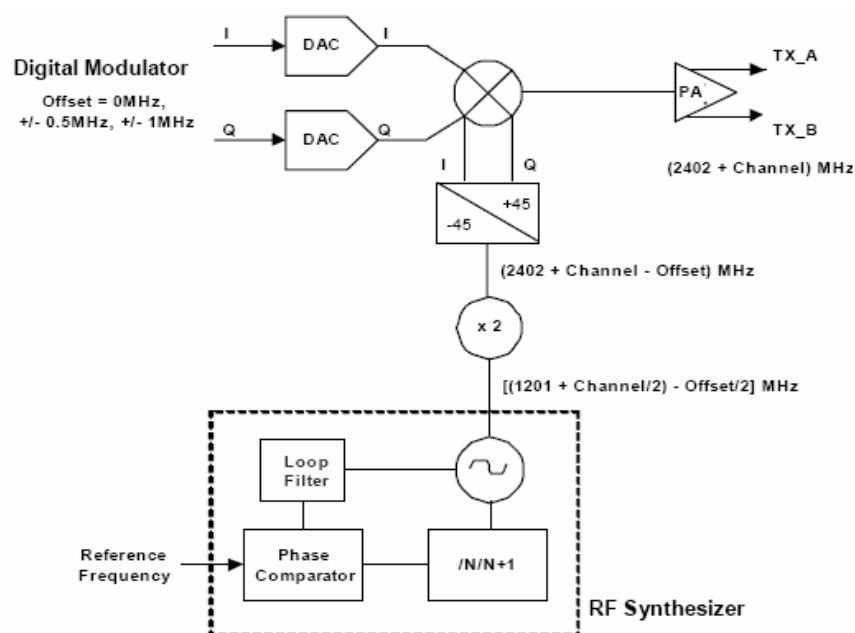 I
DAC
I
TX_A
Digital Modulator
Offset = 0MHz,
+/- 0.5MHz, +/- 1MHz
PA
Q
DAC
Q
TX_B
I
Q
(2402 + Channel) MHz
+45
-45
(2402 + Channel - Offset) MHz
x 2
[(1201 + Channel/2) - Offset/2] MHz
Loop
Filter
Reference
Frequency
Phase
Comparator
/N/N+1
RF Synthesizer